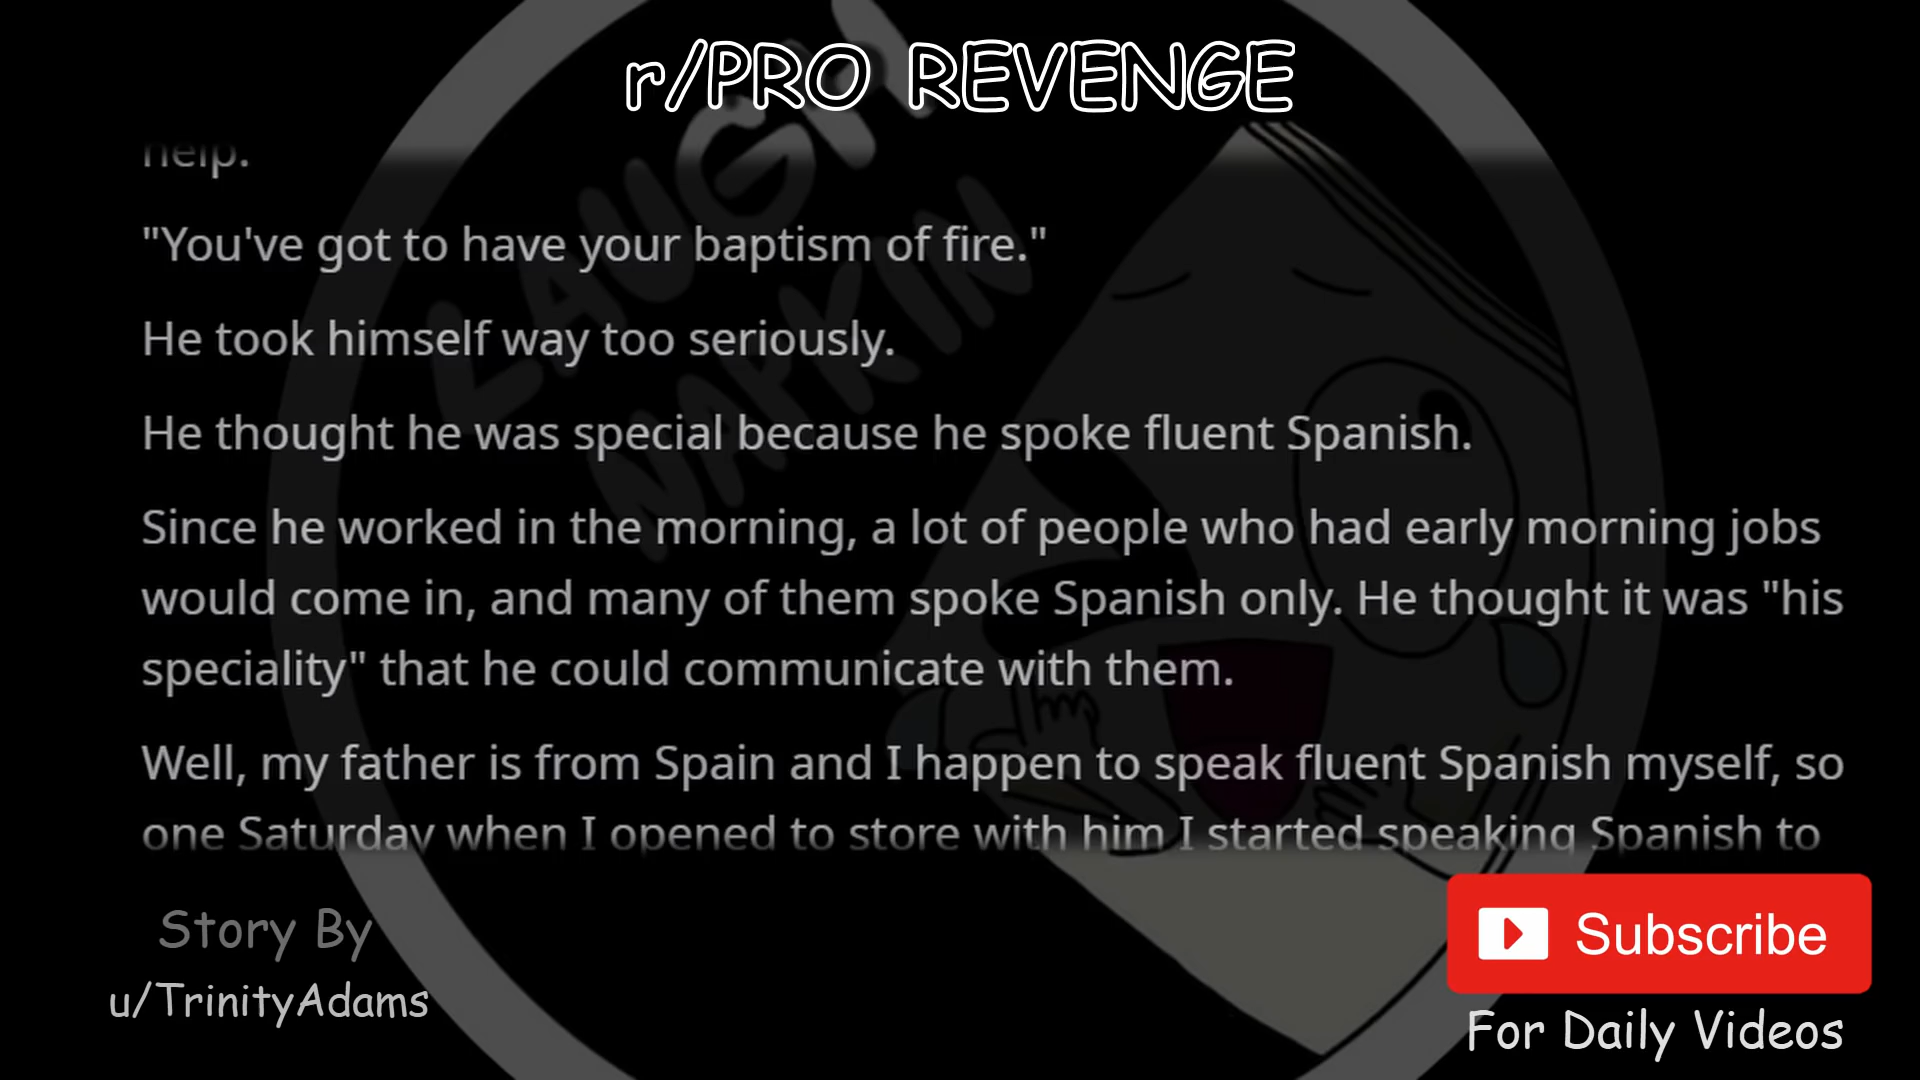 r/PRO REVENGE
help.
"You've got to have your baptism of fire."
He took himself way too seriously.
He thought he was special because he spoke fluent Spanish.
Since he worked in the morning, a lot of people who had early morning jobs
would come in, and many of them spoke Spanish only. He thought it was "his
speciality" that he could communicate with them.
Well, my father is from Spain and I happen to speak fluent Spanish myself, so
one Saturday when I opened to store with him I started speaking Spanish to
LAUGH
NAPKIN
Story By
u/TrinityAdams
Subscribe
For Daily Videos